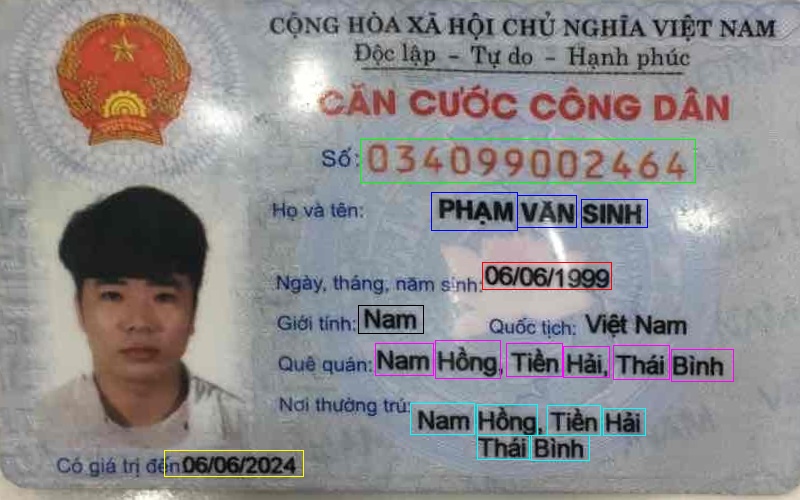 CỘNG HÒA XÃ HỘI CHỦ NGHĨA VIỆT NAM
Độc lập - Tự do - Hạnh phúc
CĂN CƯỚC CÔNG DÂN
Số: 034099002464
Họ và tên: PHẠM VĂN SINH
Ngày, tháng, năm sinh: 06/06/1999
Giới tính: Nam Quốc tịch: Việt Nam
Quê quán: Nam Hồng, Tiền Hải, Thái Bình
Nơi thường trú: Nam Hồng, Tiền Hải
Thái Bình
Có giá trị đến: 06/06/2024